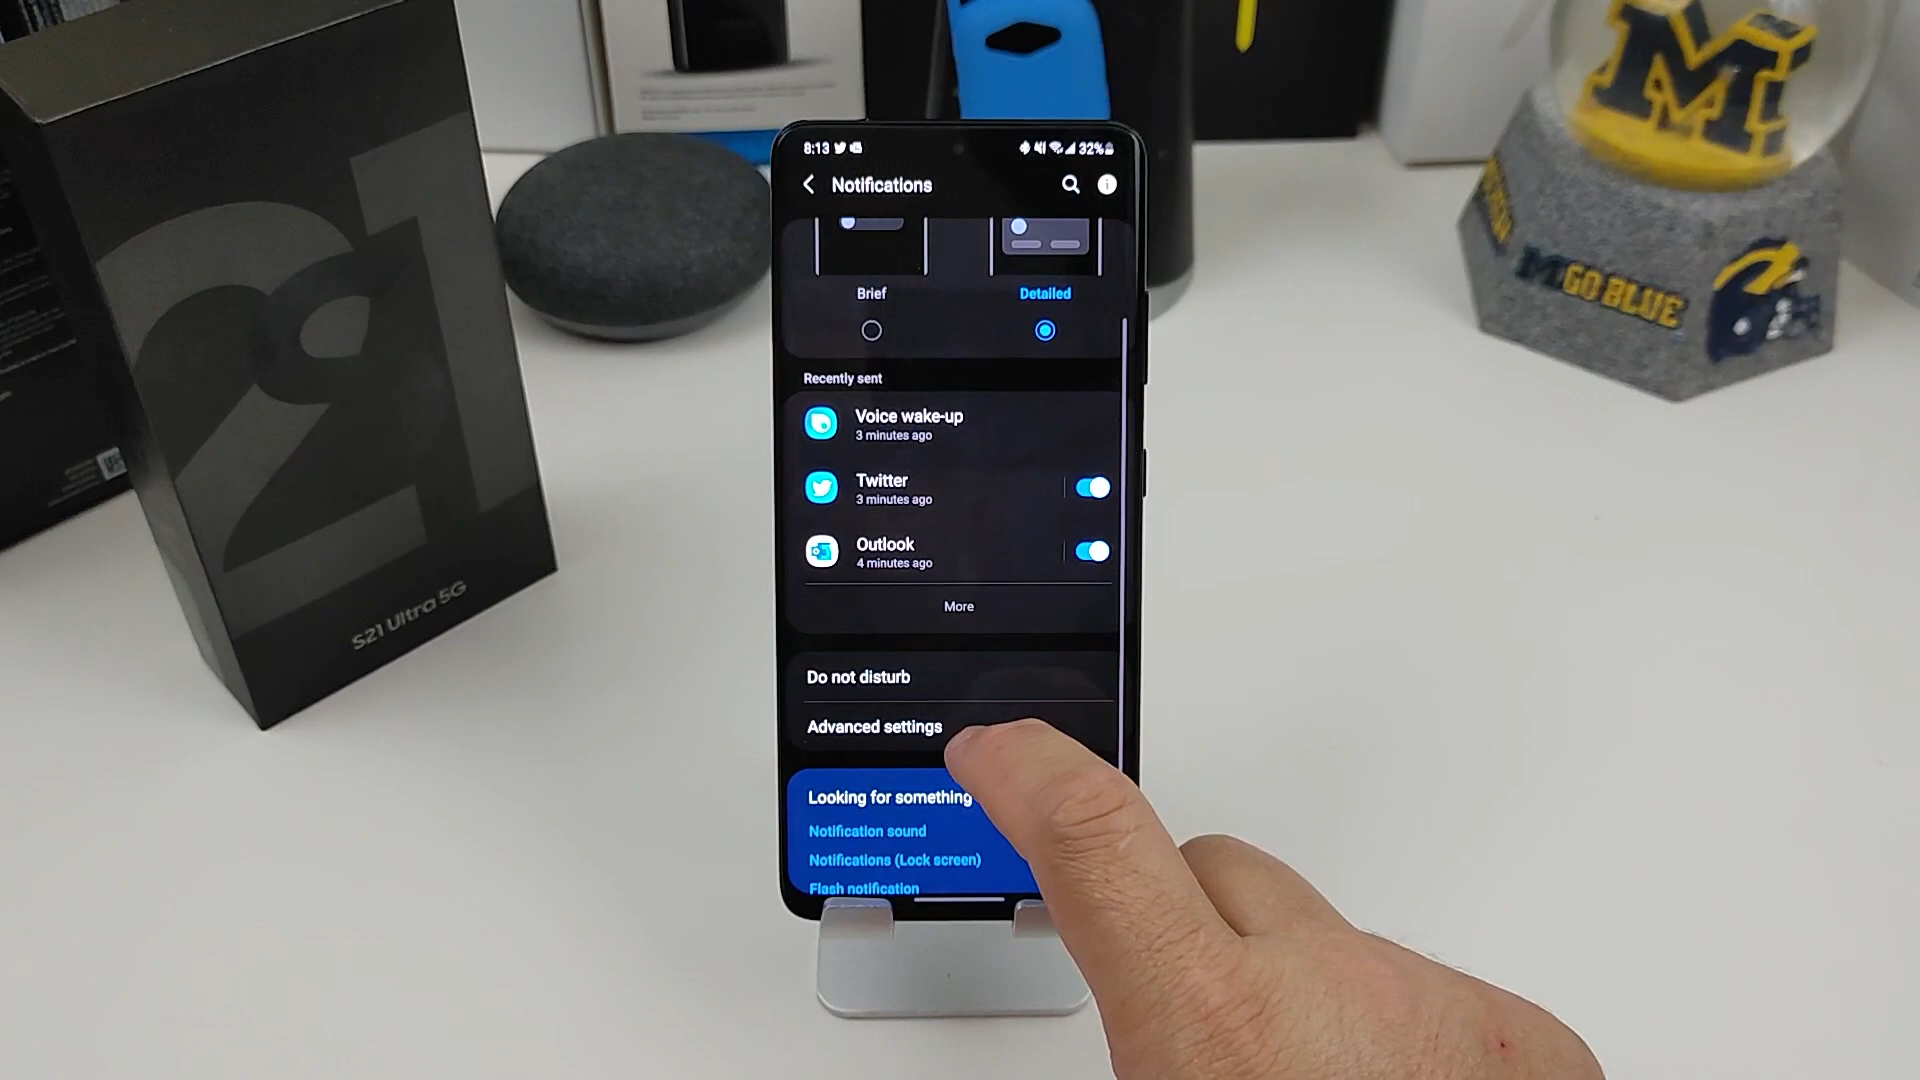 21
S21 Ultra 5G
8:13
32%
Notifications
Brief
Detailed
Recently sent
Voice wake-up
3 minutes ago
Twitter
3 minutes ago
Outlook
4 minutes ago
More
Do not disturb
Advanced settings
Looking for something
Notification sound
Notifications (Lock screen)
Flash notification
M
M GO BLUE